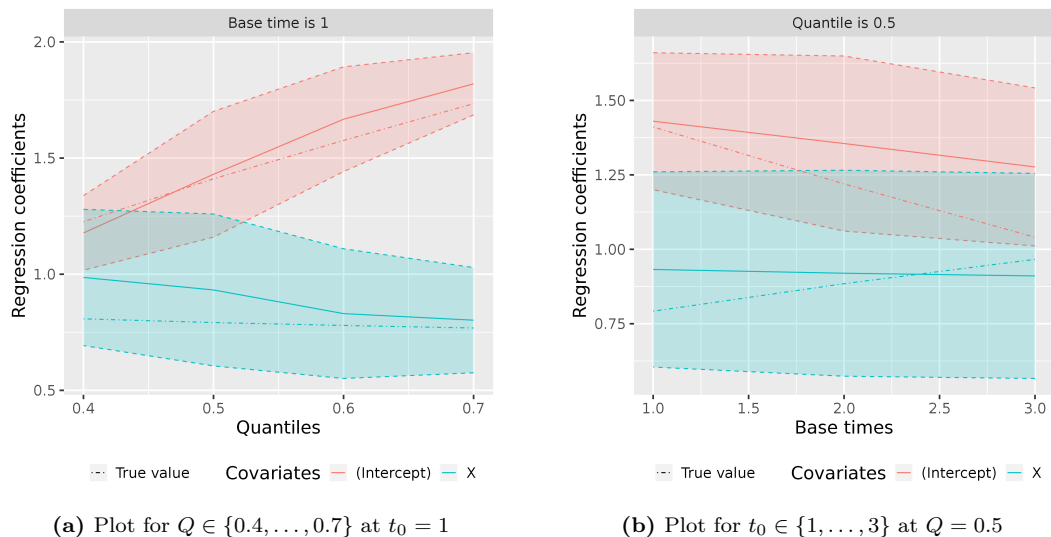 Base time is 1
Regression coefficients
2.0
1.5
1.0
0.5
0.4 0.5 0.6 0.7
Quantiles
True value Covariates (Intercept) X
(a) Plot for Q ∈ {0.4, . . . , 0.7} at t₀ = 1
Quantile is 0.5
Regression coefficients
1.50
1.25
1.00
0.75
1.0 1.5 2.0 2.5 3.0
Base times
True value Covariates (Intercept) X
(b) Plot for t₀ ∈ {1, . . . , 3} at Q = 0.5